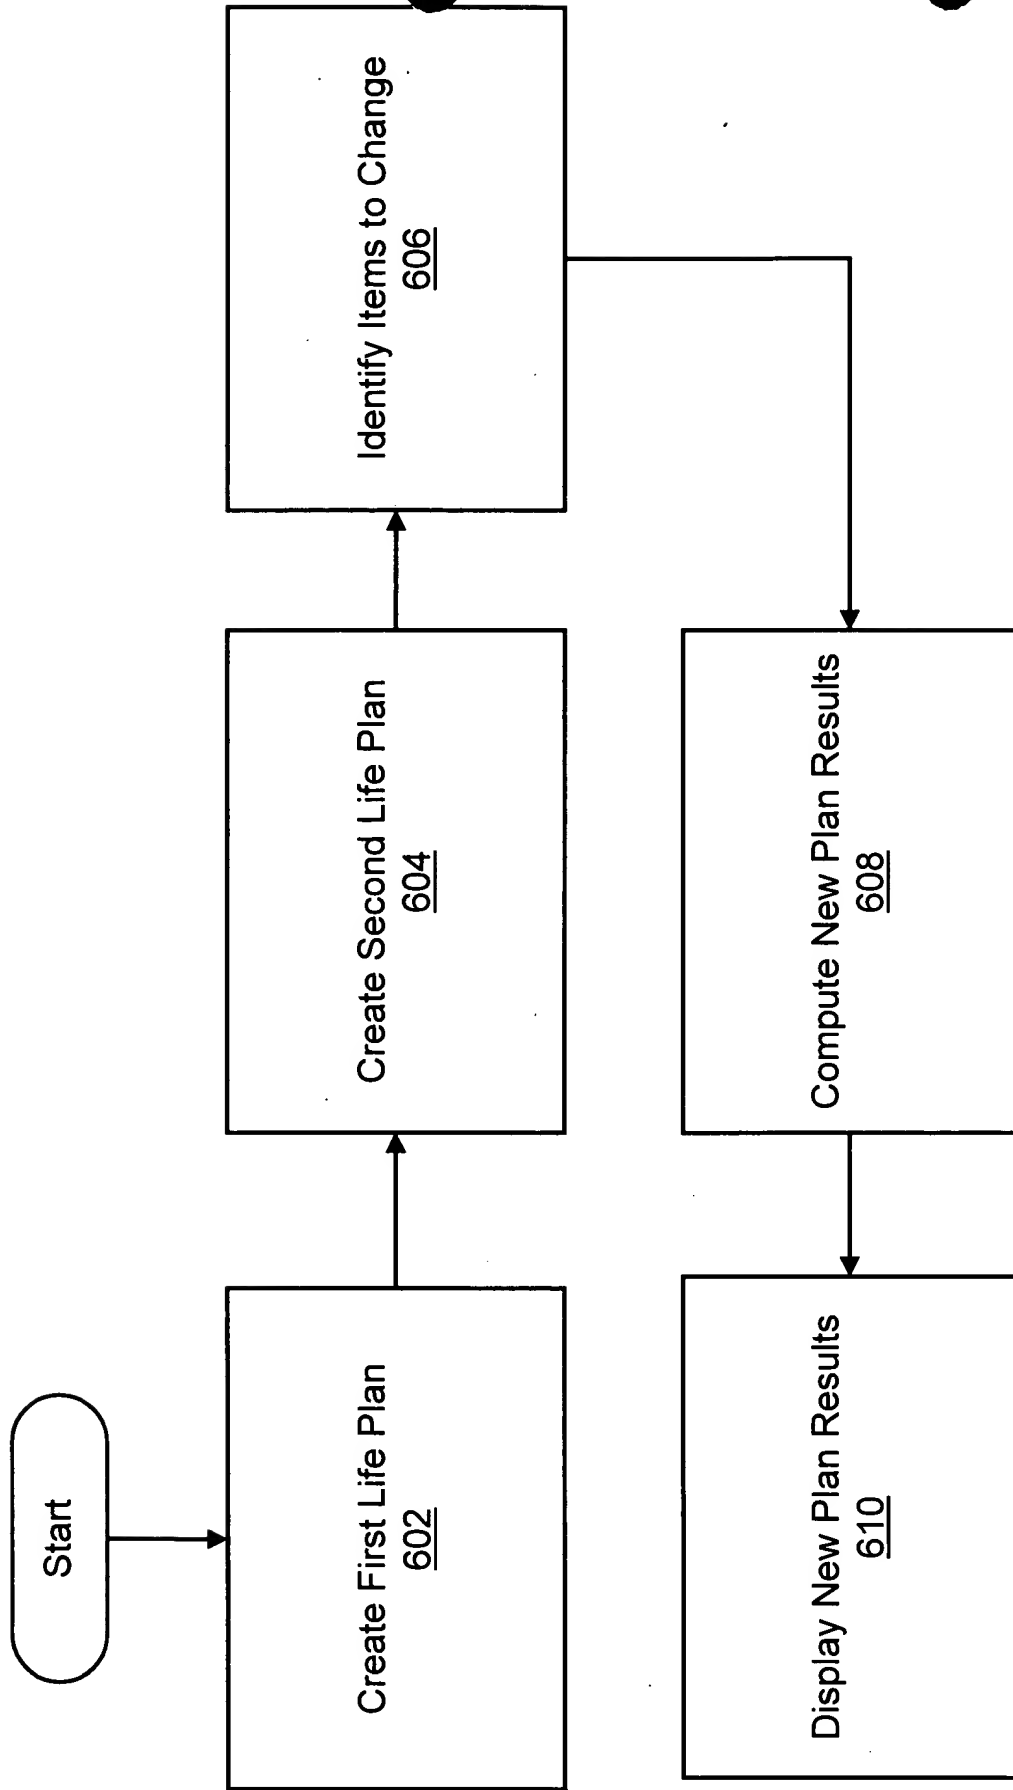 Start
Create First Life Plan
602
Create Second Life Plan
604
Identify Items to Change
606
Compute New Plan Results
608
Display New Plan Results
610